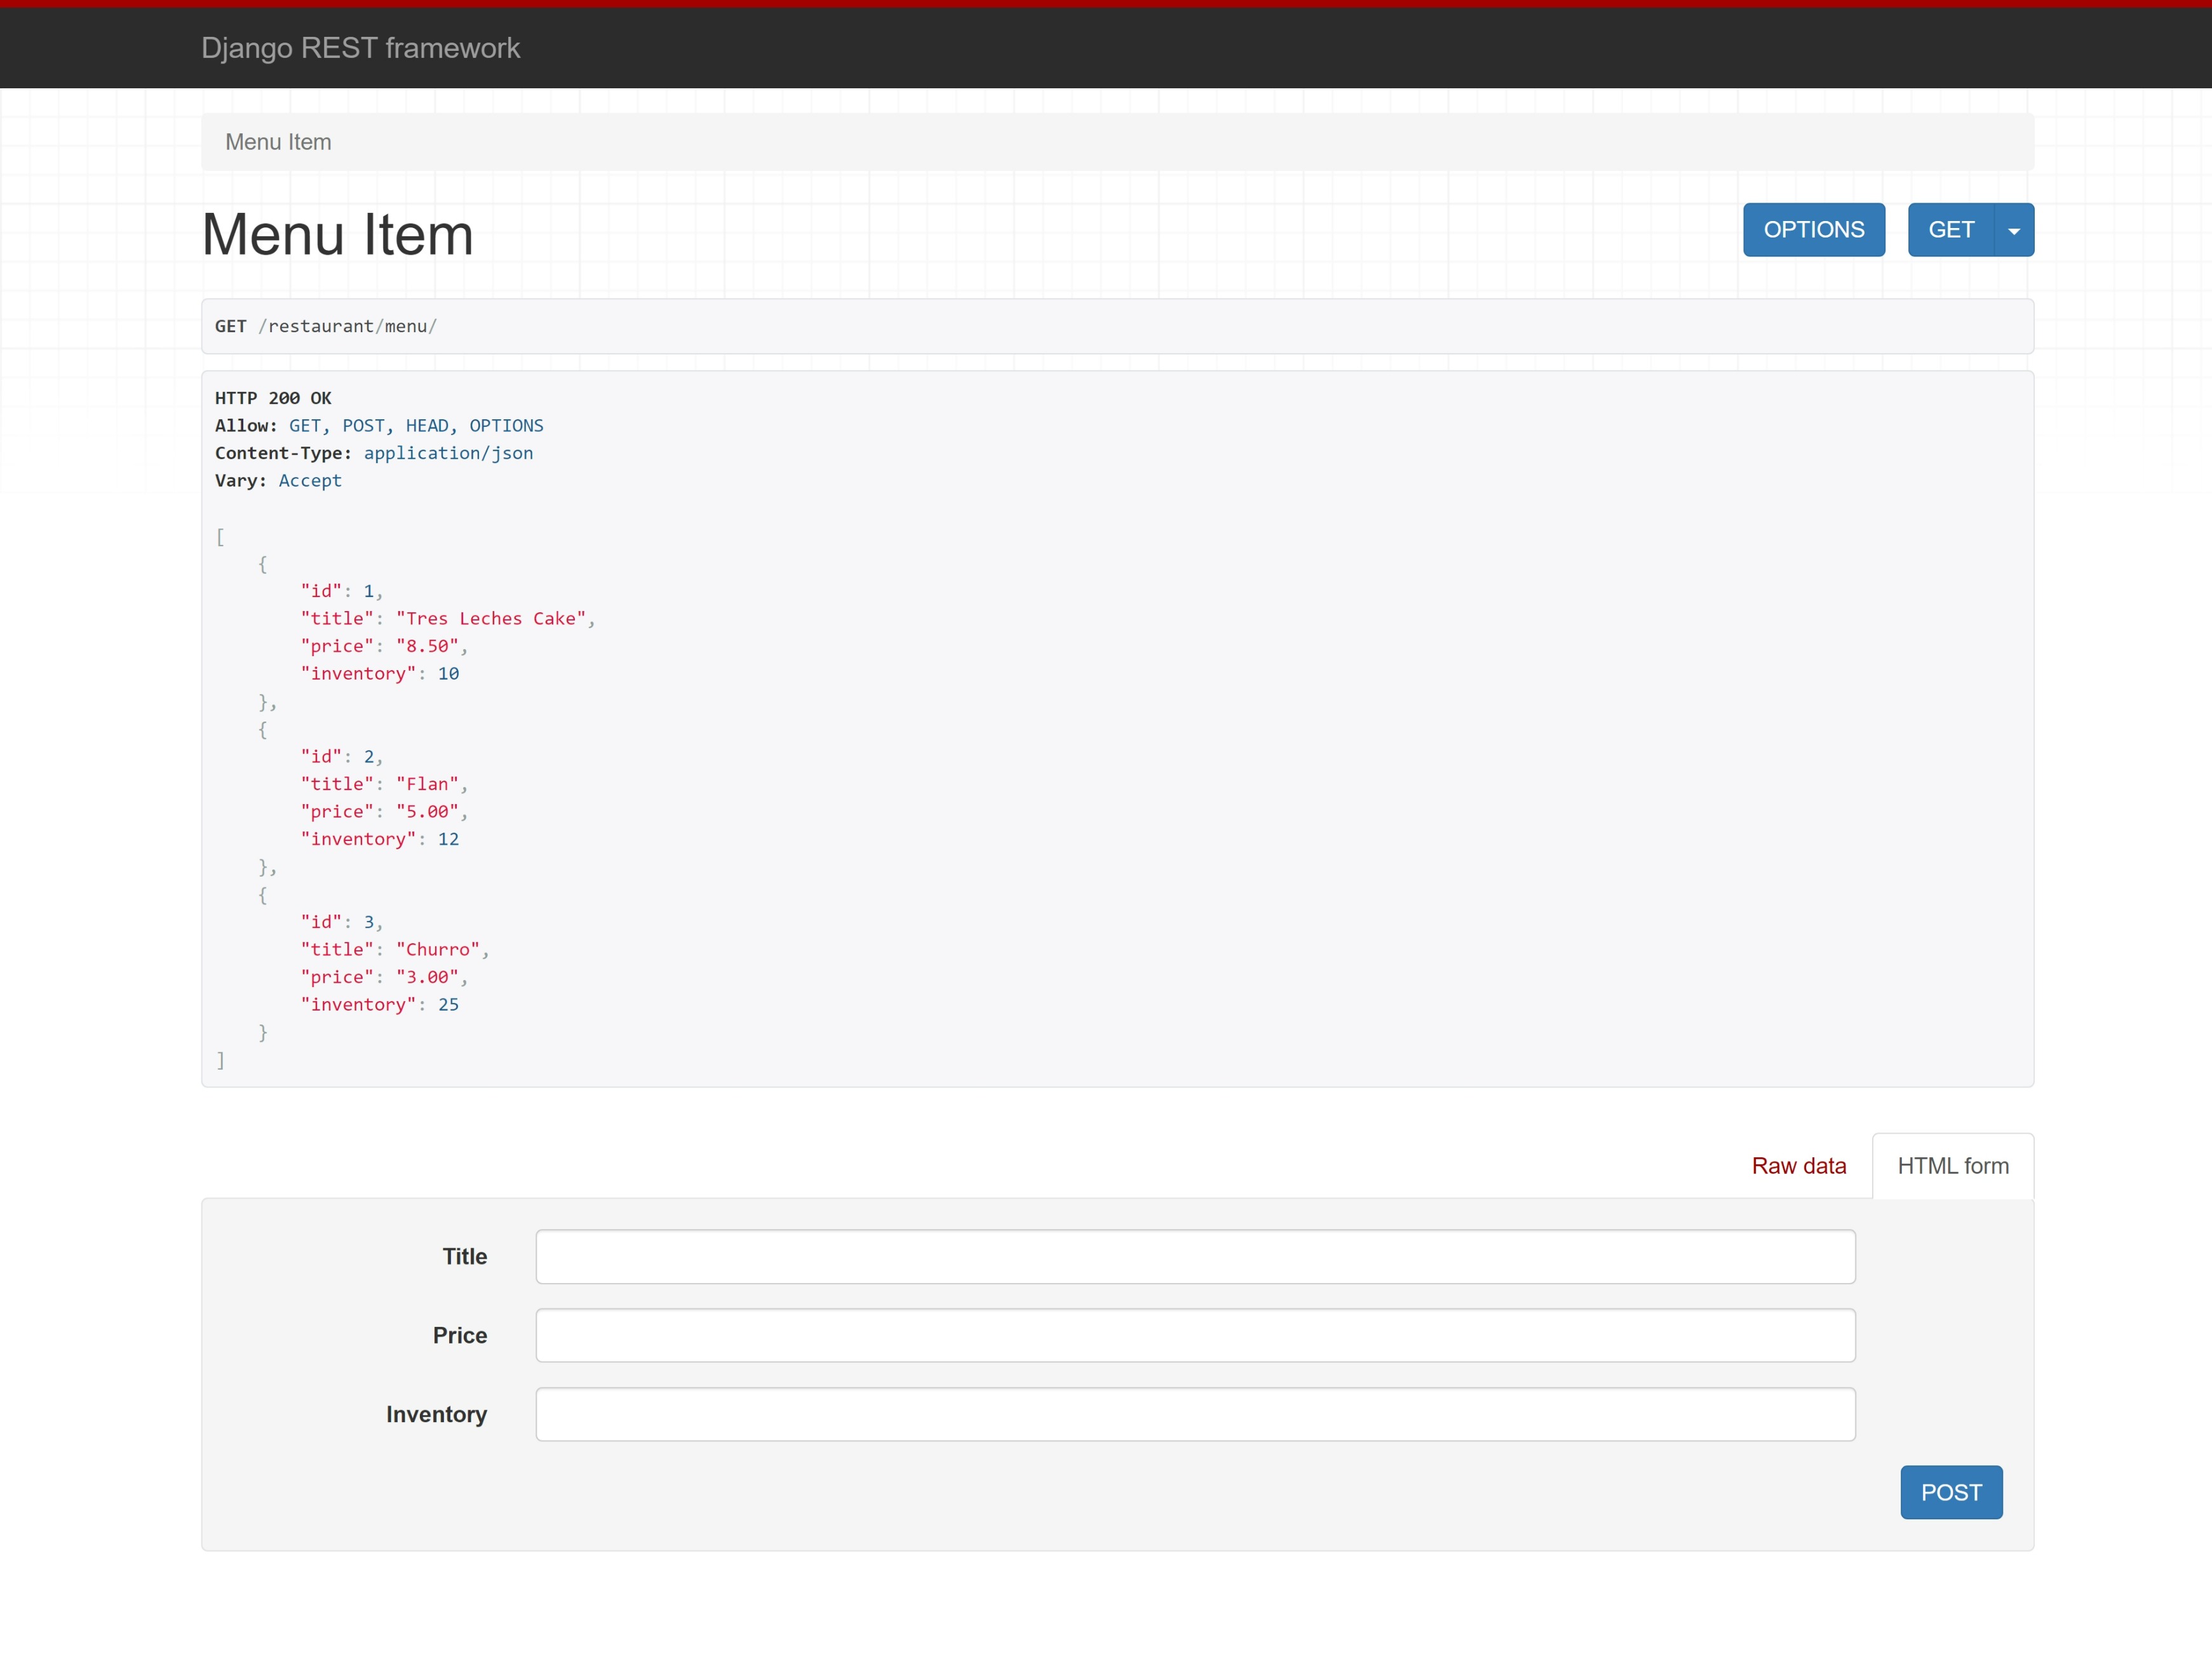 Django REST framework
Menu Item
Menu Item
OPTIONS
GET
GET /restaurant/menu/
HTTP 200 OK
Allow: GET, POST, HEAD, OPTIONS
Content-Type: application/json
Vary: Accept
[
    {
        "id": 1,
        "title": "Tres Leches Cake",
        "price": "8.50",
        "inventory": 10
    },
    {
        "id": 2,
        "title": "Flan",
        "price": "5.00",
        "inventory": 12
    },
    {
        "id": 3,
        "title": "Churro",
        "price": "3.00",
        "inventory": 25
    }
]
Raw data
HTML form
Title
Price
Inventory
POST